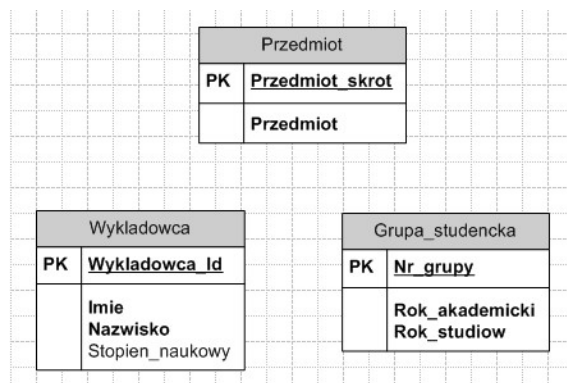 Przedmiot
PK Przedmiot_skrot
Przedmiot
Wykladowca
PK Wykladowca_Id
Imie
Nazwisko
Stopien_naukowy
Grupa_studencka
PK Nr_grupy
Rok_akademicki
Rok_studiow